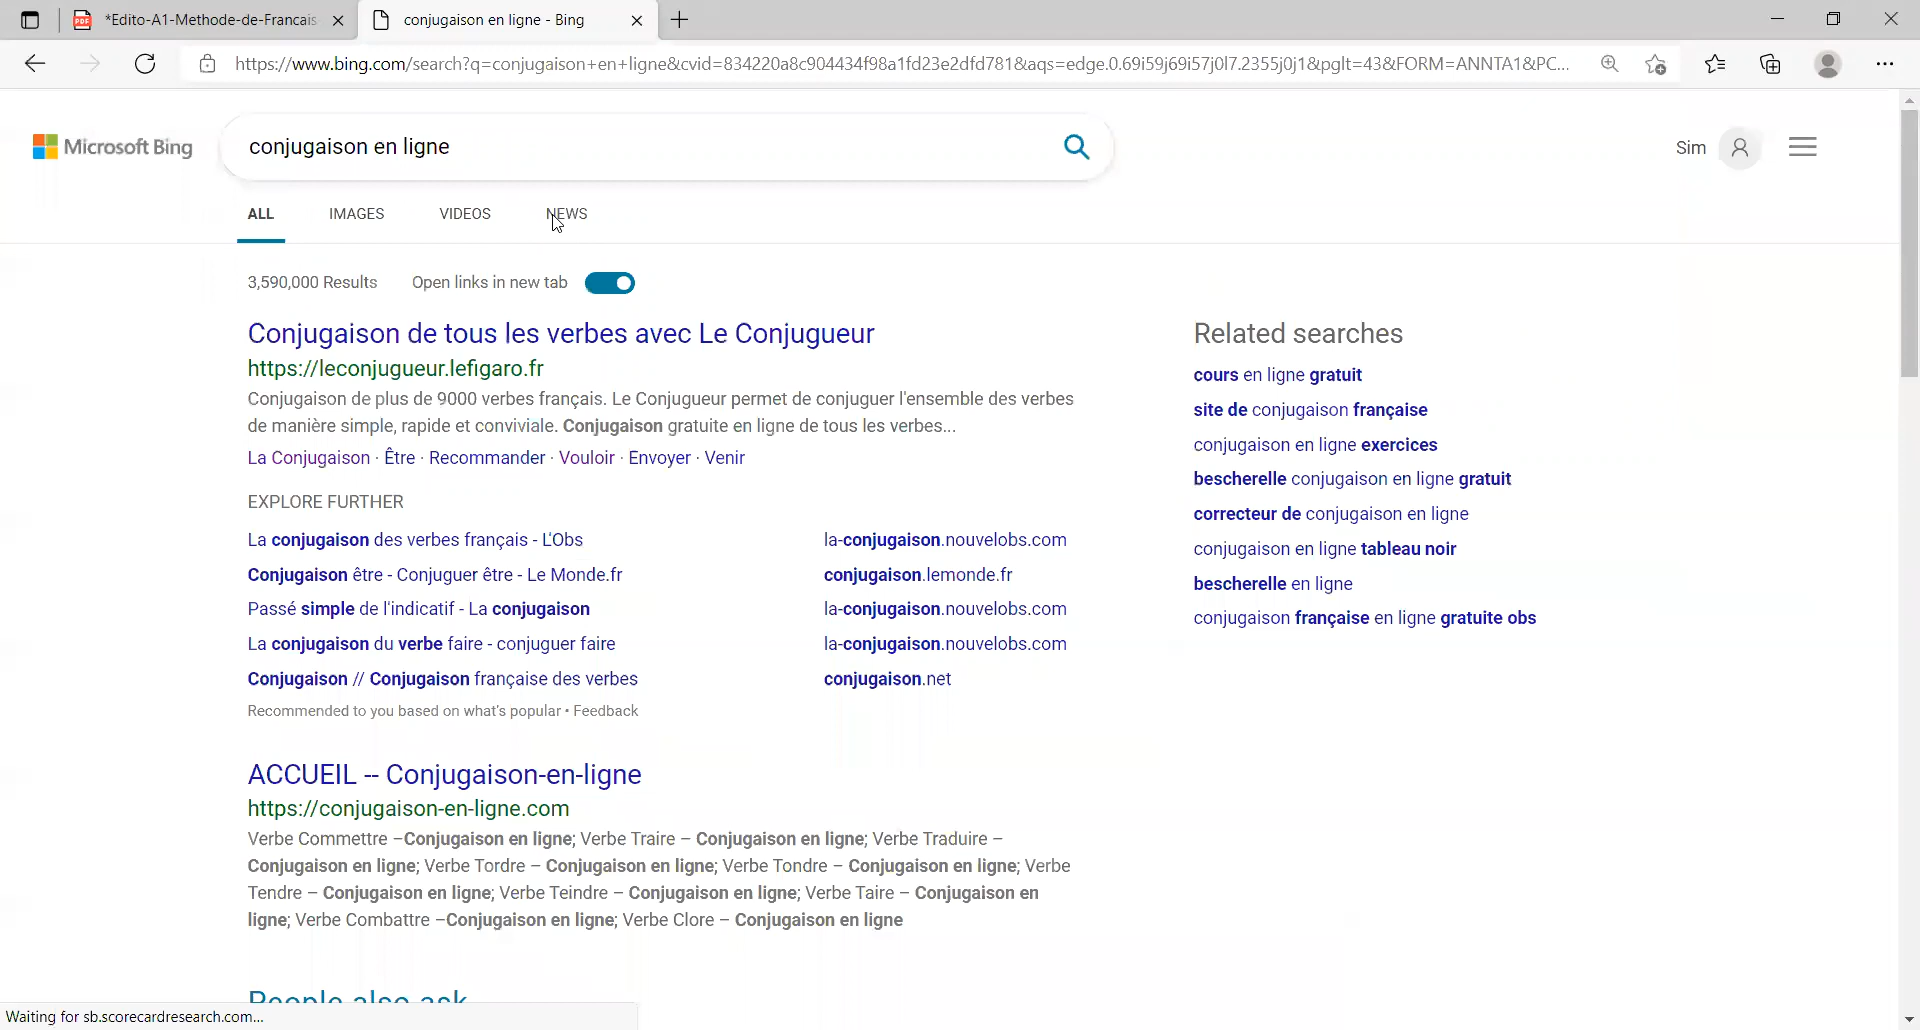 *Edito-A1-Methode-de-Francais
conjugaison en ligne - Bing
https://www.bing.com/search?q=conjugaison+en+ligne&cvid=834220a8c904434f98a1fd23e2dfd781&aqs=edge.0.69i59j69i57j0l7.2355j0j1&pglt=43&FORM=ANNTA1&PC...
Microsoft Bing
conjugaison en ligne
Sim
ALL IMAGES VIDEOS NEWS
3,590,000 Results Open links in new tab
Conjugaison de tous les verbes avec Le Conjugueur
https://leconjugueur.lefigaro.fr
Conjugaison de plus de 9000 verbes français. Le Conjugueur permet de conjuguer l'ensemble des verbes
de manière simple, rapide et conviviale. Conjugaison gratuite en ligne de tous les verbes...
La Conjugaison · Être · Recommander · Vouloir · Envoyer · Venir
EXPLORE FURTHER
La conjugaison des verbes français - L'Obs la-conjugaison.nouvelobs.com
Conjugaison être - Conjuguer être - Le Monde.fr conjugaison.lemonde.fr
Passé simple de l'indicatif - La conjugaison la-conjugaison.nouvelobs.com
La conjugaison du verbe faire - conjuguer faire la-conjugaison.nouvelobs.com
Conjugaison // Conjugaison française des verbes conjugaison.net
Recommended to you based on what's popular • Feedback
ACCUEIL -- Conjugaison-en-ligne
https://conjugaison-en-ligne.com
Verbe Commettre –Conjugaison en ligne; Verbe Traire – Conjugaison en ligne; Verbe Traduire –
Conjugaison en ligne; Verbe Tordre – Conjugaison en ligne; Verbe Tondre – Conjugaison en ligne; Verbe
Tendre – Conjugaison en ligne; Verbe Teindre – Conjugaison en ligne; Verbe Taire – Conjugaison en
ligne; Verbe Combattre –Conjugaison en ligne; Verbe Clore – Conjugaison en ligne
People also ask
Related searches
cours en ligne gratuit
site de conjugaison française
conjugaison en ligne exercices
bescherelle conjugaison en ligne gratuit
correcteur de conjugaison en ligne
conjugaison en ligne tableau noir
bescherelle en ligne
conjugaison française en ligne gratuite obs
Waiting for sb.scorecardresearch.com...